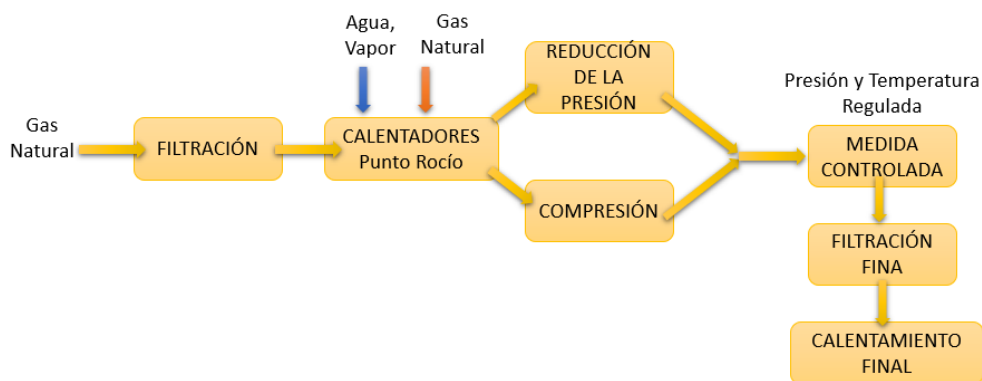 Gas
Natural
FILTRACIÓN
Agua,
Vapor
Gas
Natural
CALENTADORES
Punto Rocío
REDUCCIÓN
DE LA
PRESIÓN
COMPRESIÓN
Presión y Temperatura
Regulada
MEDIDA
CONTROLADA
FILTRACIÓN
FINA
CALENTAMIENTO
FINAL